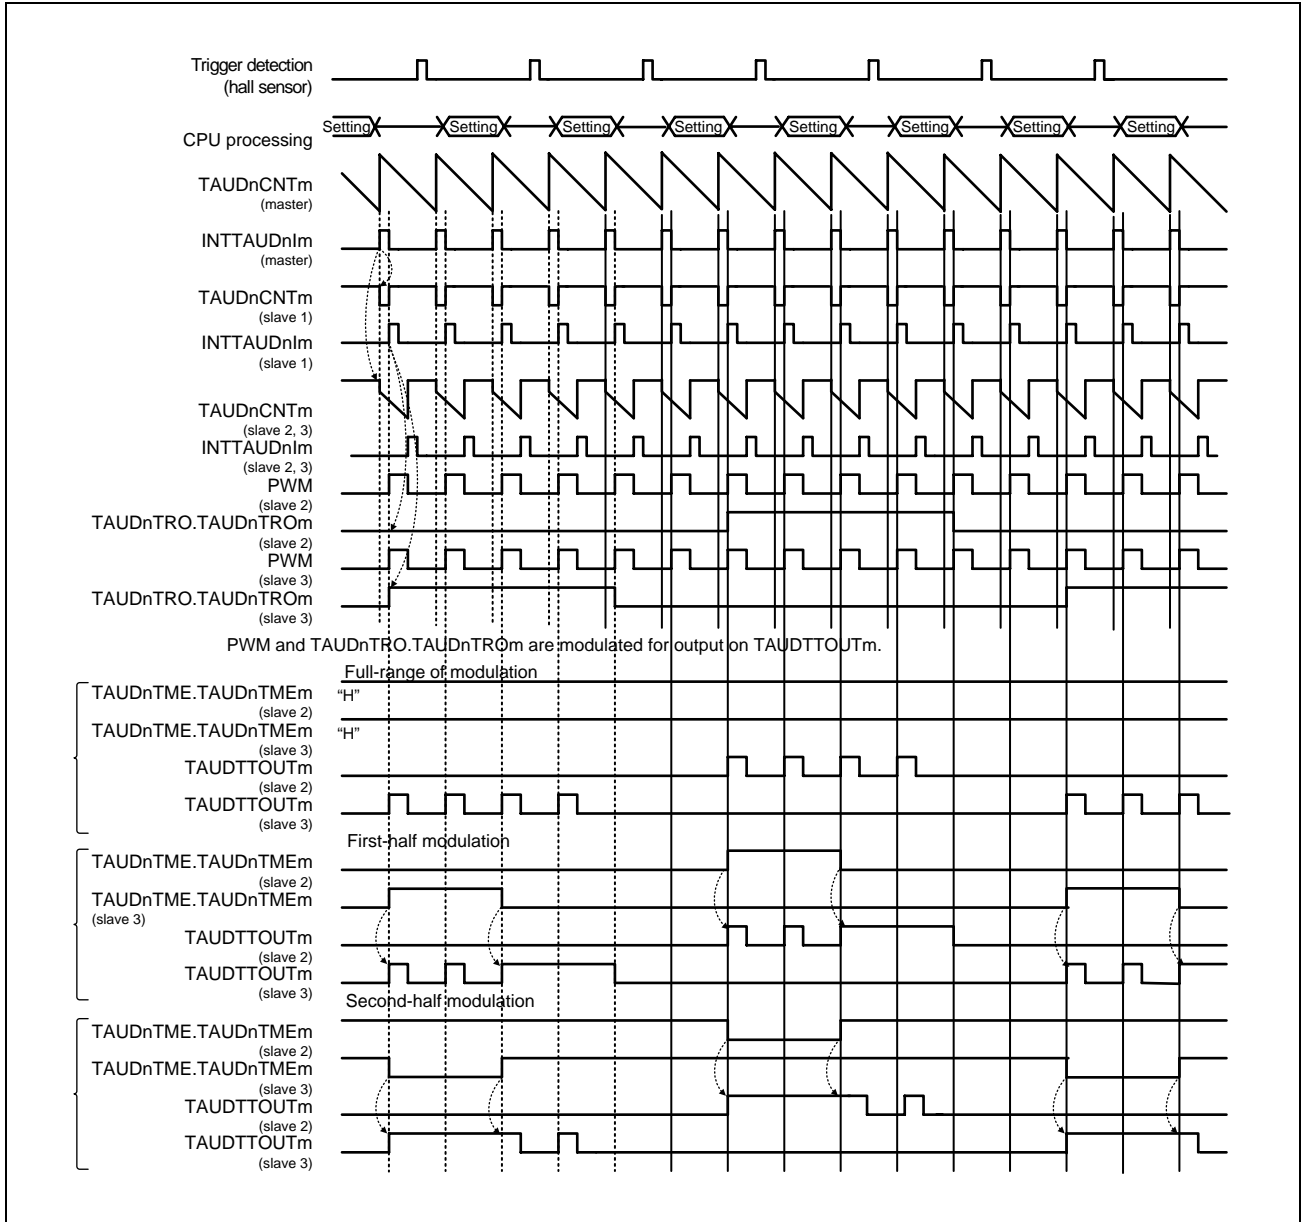 Trigger detection
(hall sensor)
CPU processing
Setting Setting Setting Setting Setting Setting Setting Setting
TAUDnCNTm
(master)
INTTAUDnIm
(master)
TAUDnCNTm
(slave 1)
INTTAUDnIm
(slave 1)
TAUDnCNTm
(slave 2, 3)
INTTAUDnIm
(slave 2, 3)
PWM
(slave 2)
TAUDnTRO.TAUDnTROm
(slave 2)
PWM
(slave 3)
TAUDnTRO.TAUDnTROm
(slave 3)
PWM and TAUDnTRO.TAUDnTROm are modulated for output on TAUDTTOUTm.
Full-range of modulation
TAUDnTME.TAUDnTMEm "H"
(slave 2)
TAUDnTME.TAUDnTMEm "H"
(slave 3)
TAUDTTOUTm
(slave 2)
TAUDTTOUTm
(slave 3)
First-half modulation
TAUDnTME.TAUDnTMEm
(slave 2)
TAUDnTME.TAUDnTMEm
(slave 3)
TAUDTTOUTm
(slave 2)
TAUDTTOUTm
(slave 3)
Second-half modulation
TAUDnTME.TAUDnTMEm
(slave 2)
TAUDnTME.TAUDnTMEm
(slave 3)
TAUDTTOUTm
(slave 2)
TAUDTTOUTm
(slave 3)